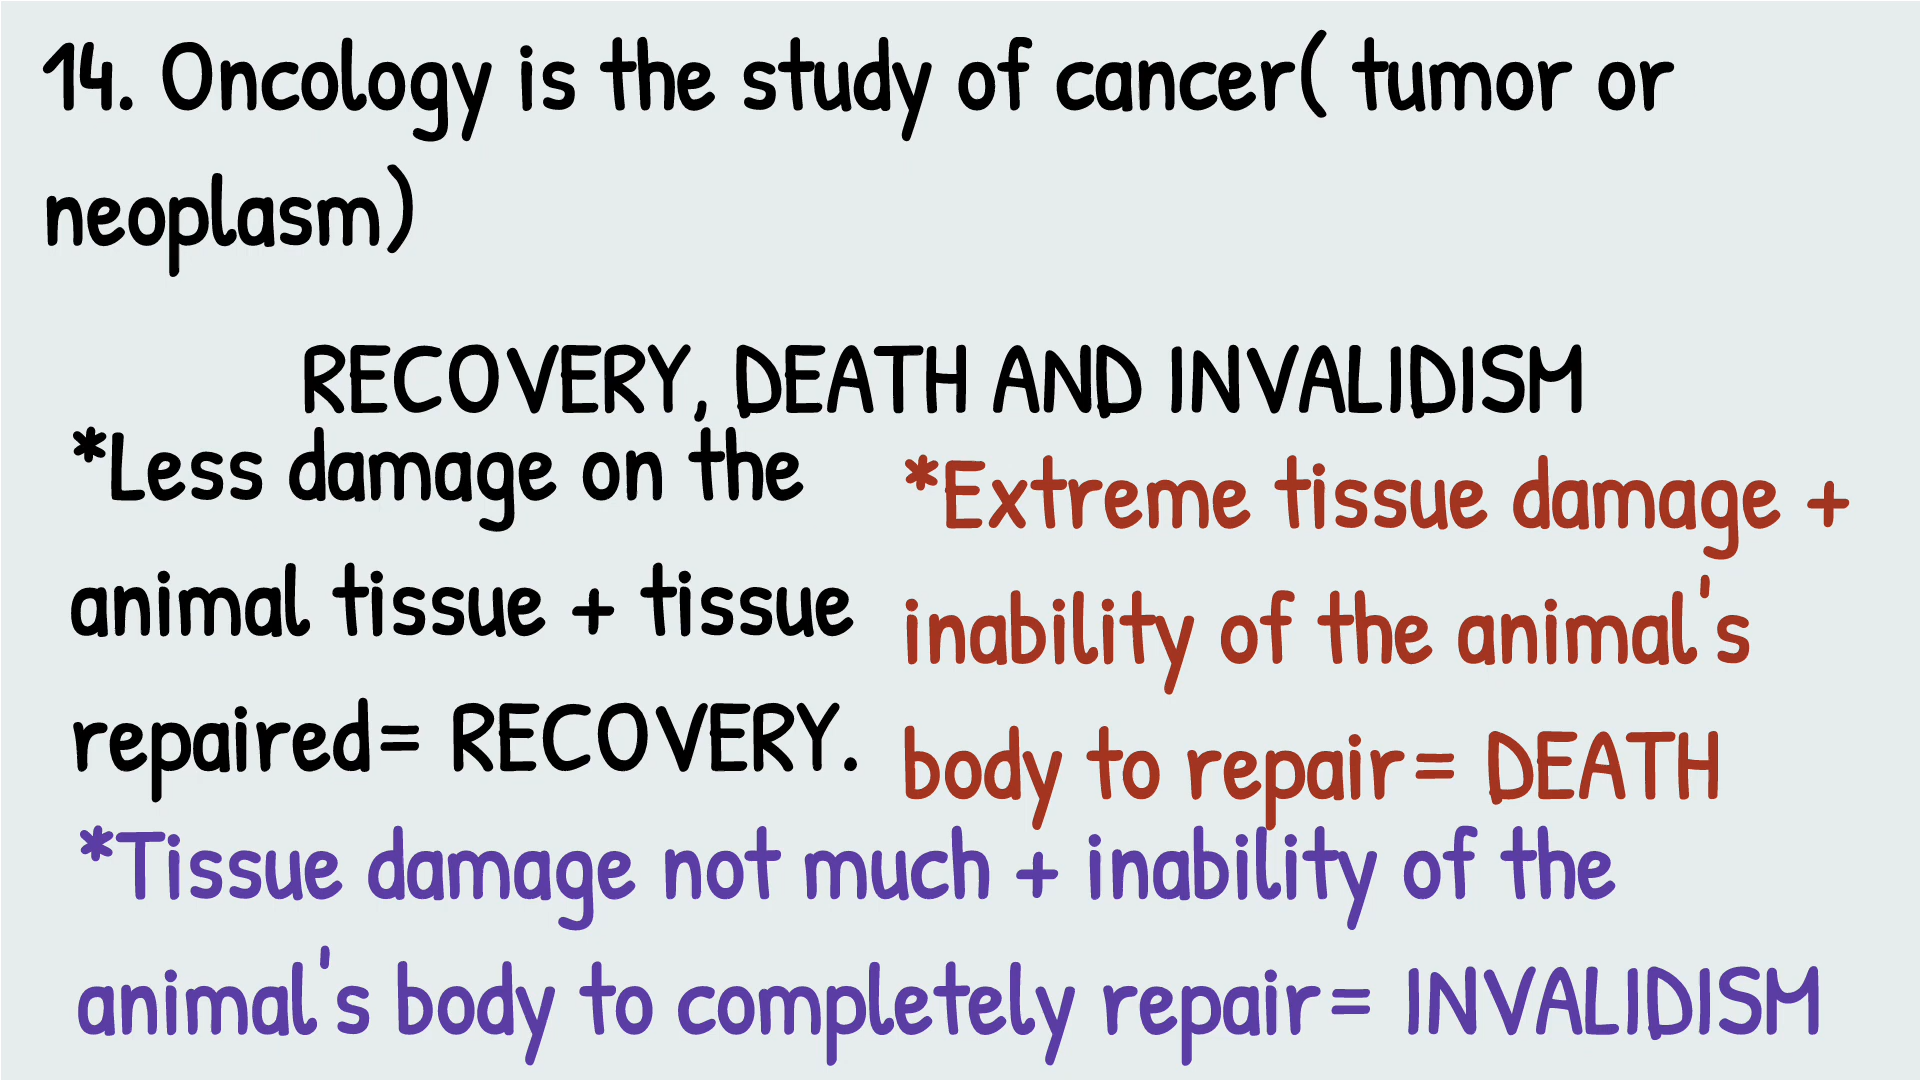 14. Oncology is the study of cancer( tumor or
neoplasm)
RECOVERY, DEATH AND INVALIDISM
*Less damage on the
animal tissue + tissue
repaired= RECOVERY.
*Extreme tissue damage +
inability of the animal's
body to repair= DEATH
*Tissue damage not much + inability of the
animal's body to completely repair= INVALIDISM